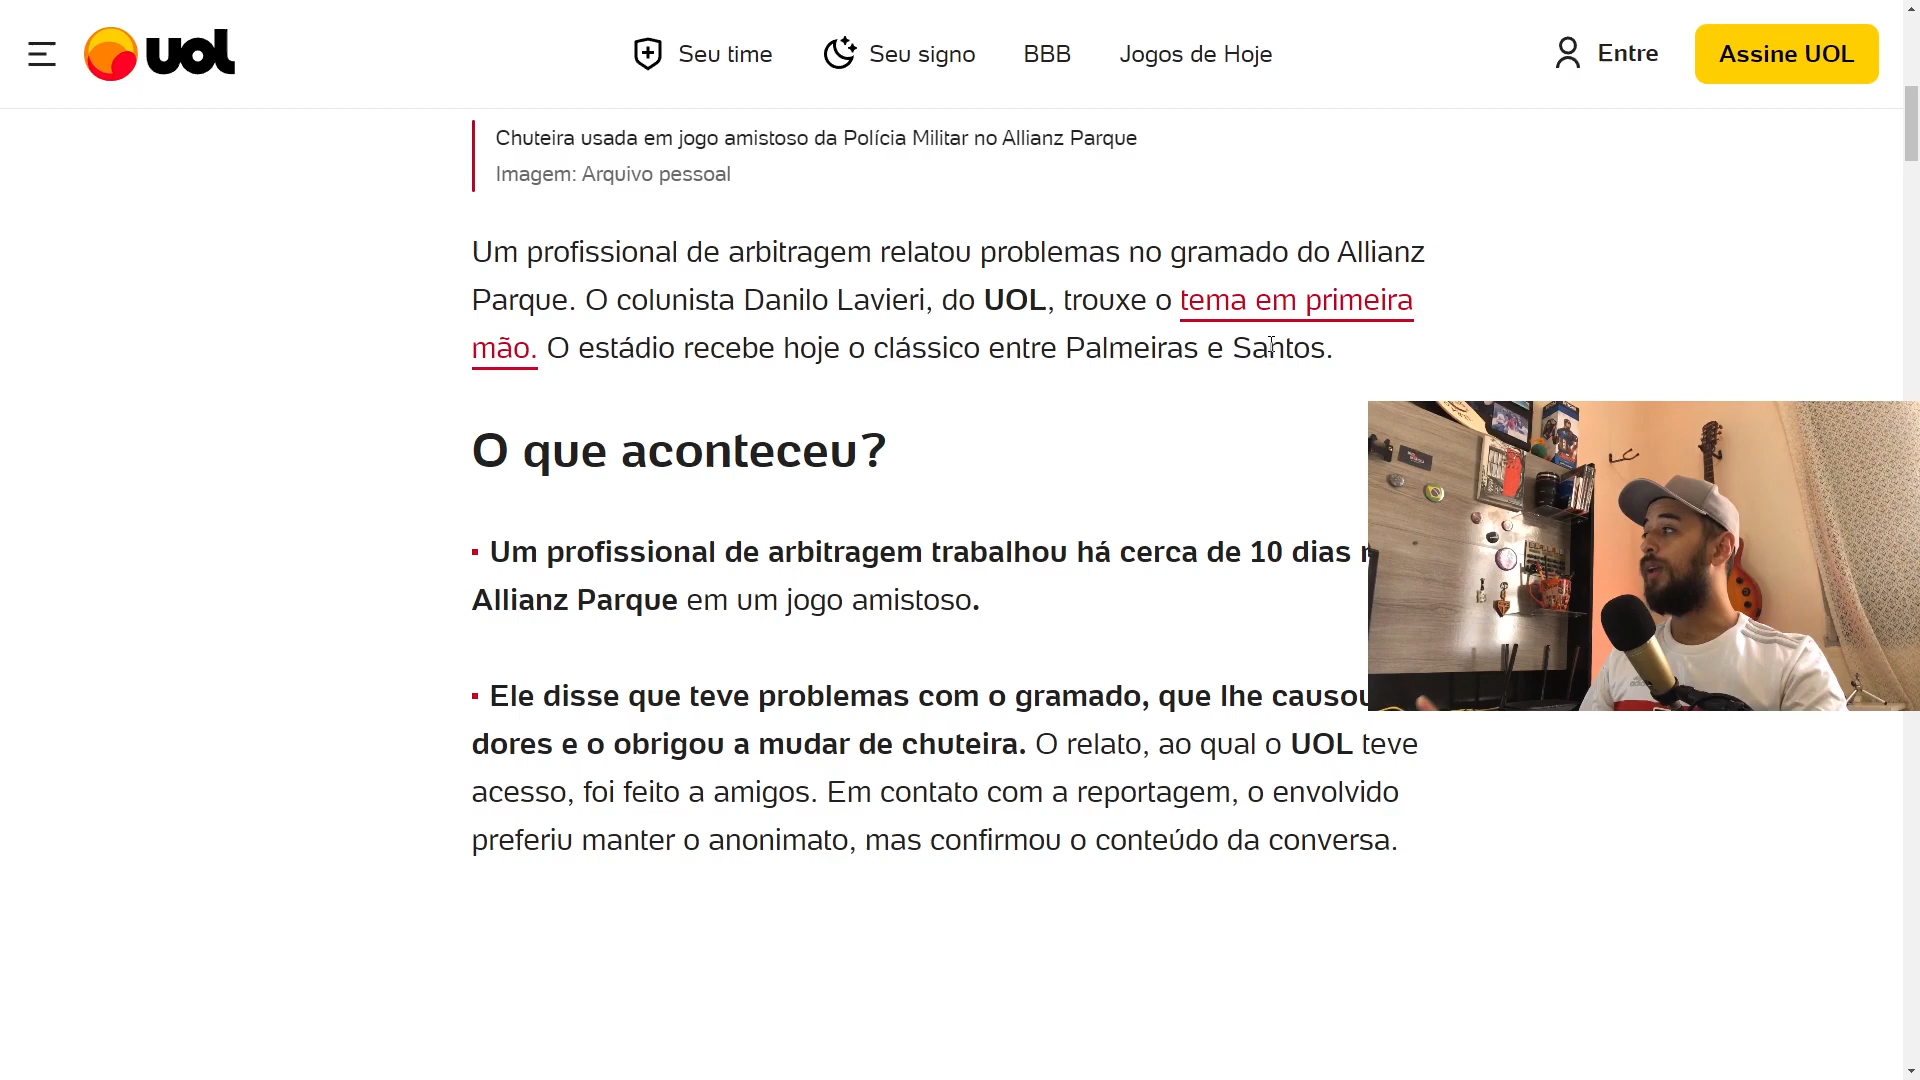 uol
Seu time
Seu signo
BBB
Jogos de Hoje
Entre
Assine UOL
Chuteira usada em jogo amistoso da Polícia Militar no Allianz Parque
Imagem: Arquivo pessoal
Um profissional de arbitragem relatou problemas no gramado do Allianz
Parque. O colunista Danilo Lavieri, do UOL, trouxe o tema em primeira
mão. O estádio recebe hoje o clássico entre Palmeiras e Santos.
O que aconteceu?
Um profissional de arbitragem trabalhou há cerca de 10 dias
Allianz Parque em um jogo amistoso.
Ele disse que teve problemas com o gramado, que lhe causou
dores e o obrigou a mudar de chuteira. O relato, ao qual o UOL teve
acesso, foi feito a amigos. Em contato com a reportagem, o envolvido
preferiu manter o anonimato, mas confirmou o conteúdo da conversa.